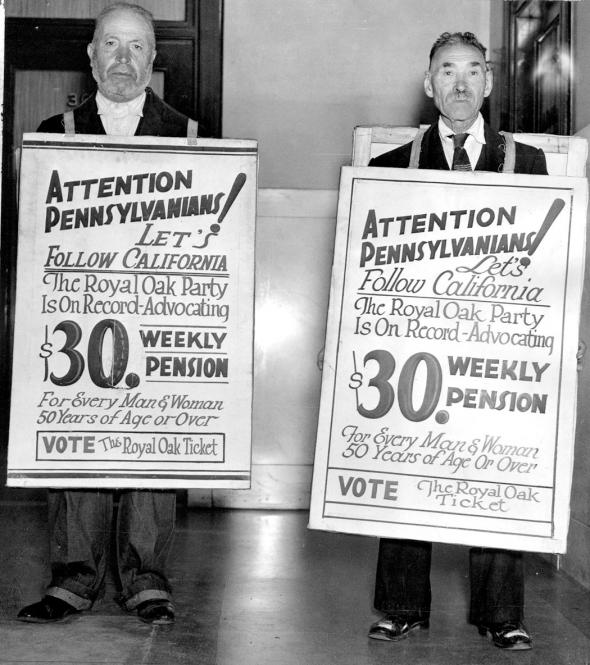 30
ATTENTION
PENNSYLVANIANS!
LET'S
FOLLOW CALIFORNIA
The Royal Oak Party
Is On Record-Advocating
$30. WEEKLY
PENSION
For Every Man & Woman
50 Years of Age or Over
VOTE The Royal Oak Ticket
ATTENTION
PENNSYLVANIANS!
Let's
Follow California
The Royal Oak Party
Is On Record-Advocating
$30. WEEKLY
PENSION
For Every Man & Woman
50 Years Of Age Or Over
VOTE The Royal Oak
Ticket